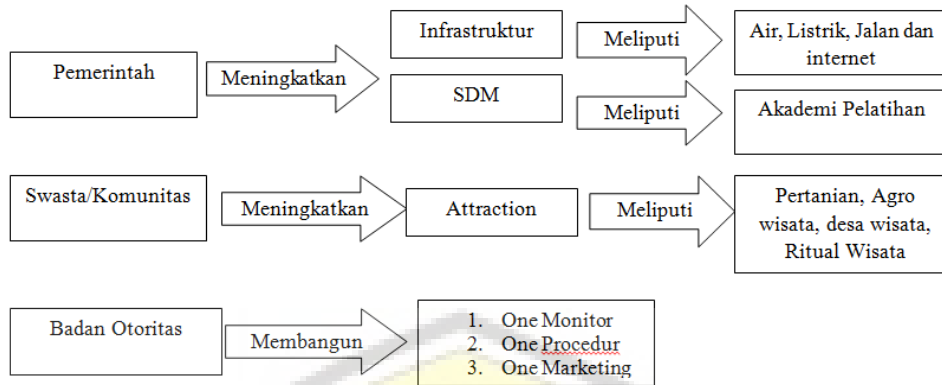 Pemerintah
Meningkatkan
Infrastruktur
Meliputi
Air, Listrik, Jalan dan
internet
SDM
Meliputi
Akademi Pelatihan
Swasta/Komunitas
Meningkatkan
Attraction
Meliputi
Pertanian, Agro
wisata, desa wisata,
Ritual Wisata
Badan Otoritas
Membangun
1. One Monitor
2. One Procedur
3. One Marketing